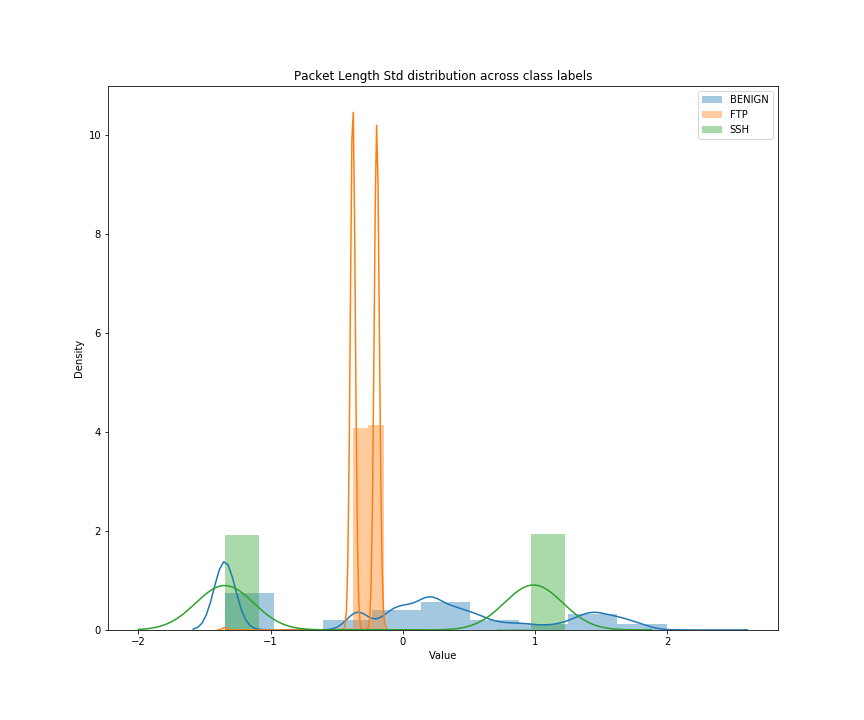 Packet Length Std distribution across class labels
BENIGN
FTP
SSH
10
8
6
4
2
0
Density
−2
−1
0
1
2
Value